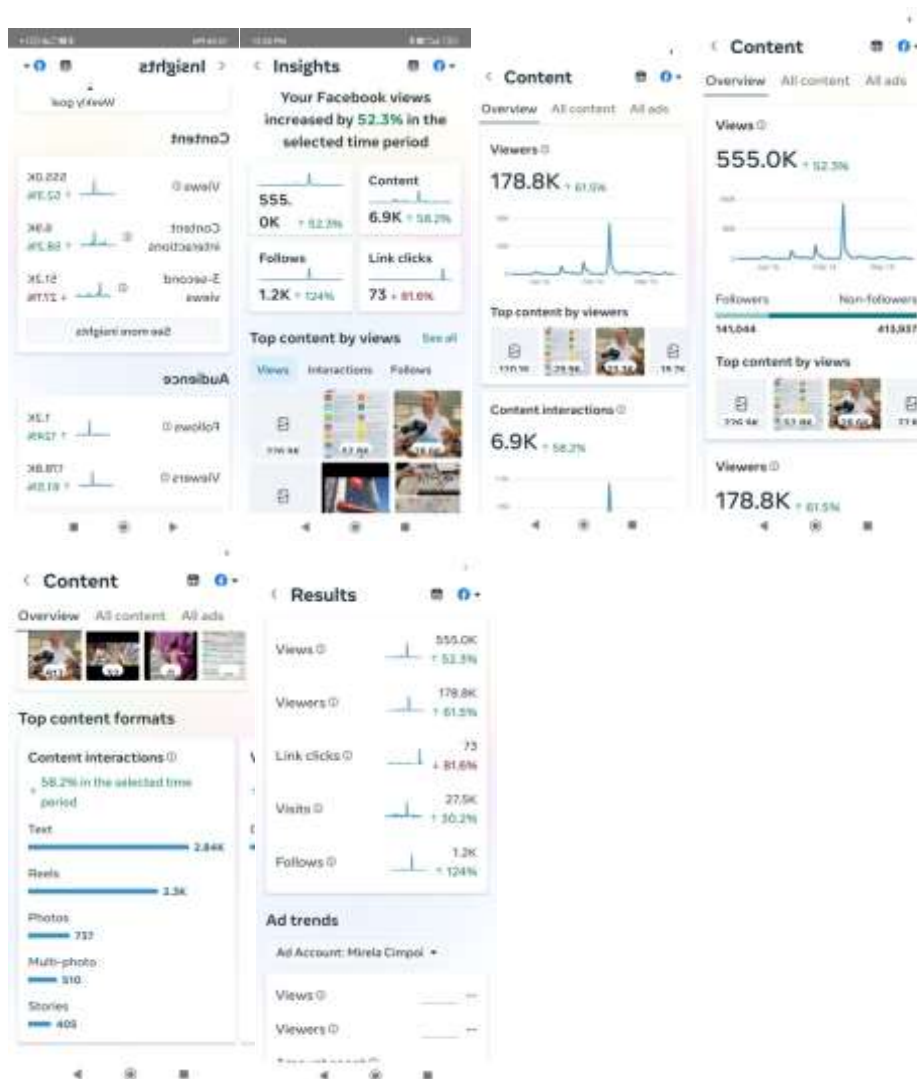 Insights
Weekly goal
Content
Views
555.0K
↑ 52.3%
Content interactions
6.9K
↑ 58.2%
3-second views
51.2K
See more insights
Audience
Follows
1.2K
↑ 124%
Viewers
178.8K
↑ 61.5%
Insights
Your Facebook views
increased by 52.3% in the
selected time period
555.
0K ↑ 52.3%
Content
6.9K ↑ 58.2%
Follows
1.2K ↑ 124%
Link clicks
73 ↓ 81.6%
Top content by views See all
Views Interactions Follows
Content
Overview All content All ads
Viewers
178.8K ↑ 61.5%
Top content by viewers
Content interactions
6.9K ↑ 58.2%
Content
Overview All content All ads
Views
555.0K ↑ 52.3%
Followers Non-followers
141,044 413,937
Top content by views
Viewers
178.8K ↑ 61.5%
Content
Overview All content All ads
Top content formats
Content interactions
↑ 58.2% in the selected time
period
Text
2.84K
Reels
2.3K
Photos
737
Multi-photo
510
Stories
405
Results
Views
555.0K
↑ 52.3%
Viewers
178.8K
↑ 61.5%
Link clicks
73
↓ 81.6%
Visits
27.5K
↑ 30.2%
Follows
1.2K
↑ 124%
Ad trends
Ad Account: Mirela Cimpoi
Views --
Viewers --